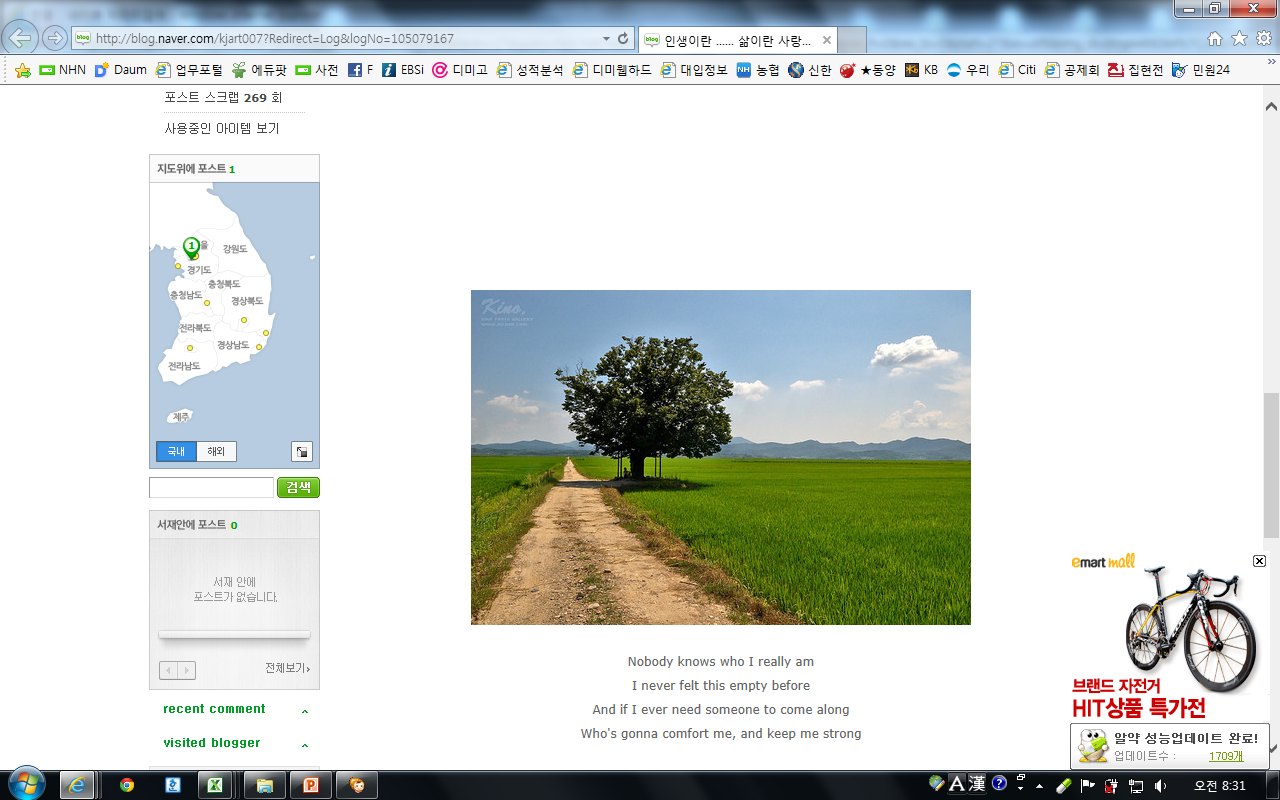 http://blog.naver.com/kjart007?Redirect=Log&logNo=105079167
인생이란 ...... 삶이란 사랑...
NHN Daum 업무포털 에듀팟 사전 F EBSi 디미고 성적분석 디미웹하드 대입정보 농협 신한 ★동양 KB 우리 Citi 공제회 집현전 민원24
포스트 스크랩 269 회
사용중인 아이템 보기
지도위에 포스트 1
1
강원도
경기도
충청북도
충청남도
경상북도
전라북도
경상남도
전라남도
제주
국내 해외
검색
서재안에 포스트 0
서재 안에
포스트가 없습니다.
전체보기
recent comment
visited blogger
Kino,
Nobody knows who I really am
I never felt this empty before
And if I ever need someone to come along
Who's gonna comfort me, and keep me strong
emart mall
브랜드 자전거
HIT상품 특가전
알약 성능업데이트 완료!
업데이트수 : 1709개
A 漢
오전 8:31